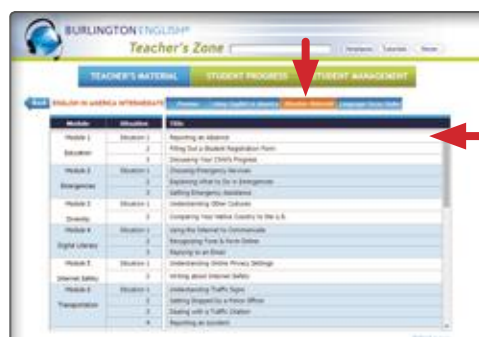 BURLINGTON ENGLISH®
Teacher's Zone
TEACHER'S MATERIAL STUDENT PROGRESS STUDENT MANAGEMENT
Back ENGLISH IN AMERICA INTERMEDIATE
Module Situation Title
Module 1 Situation 1 Reporting an Absence
Education 2 Filling Out a Student Registration Form
3 Discussing Your Child's Progress
Module 2 Situation 1 Choosing Emergency Services
Emergencies 2 Explaining What to Do in Emergencies
3 Getting Emergency Assistance
Module 3 Situation 1 Understanding Other Cultures
Diversity 2 Comparing Your Native Country to the U.S.
Module 4 Situation 1 Using the Internet to Communicate
Digital Literacy 2 Recognizing Form & Form Online
3 Replying to an Email
Module 5 Situation 1 Understanding Online Privacy Settings
Internet Safety 2 Writing about Internet Safety
Module 6 Situation 1 Understanding Traffic Signs
Transportation 2 Getting Stopped by a Police Officer
3 Dealing with a Traffic Citation
4 Reporting an Accident